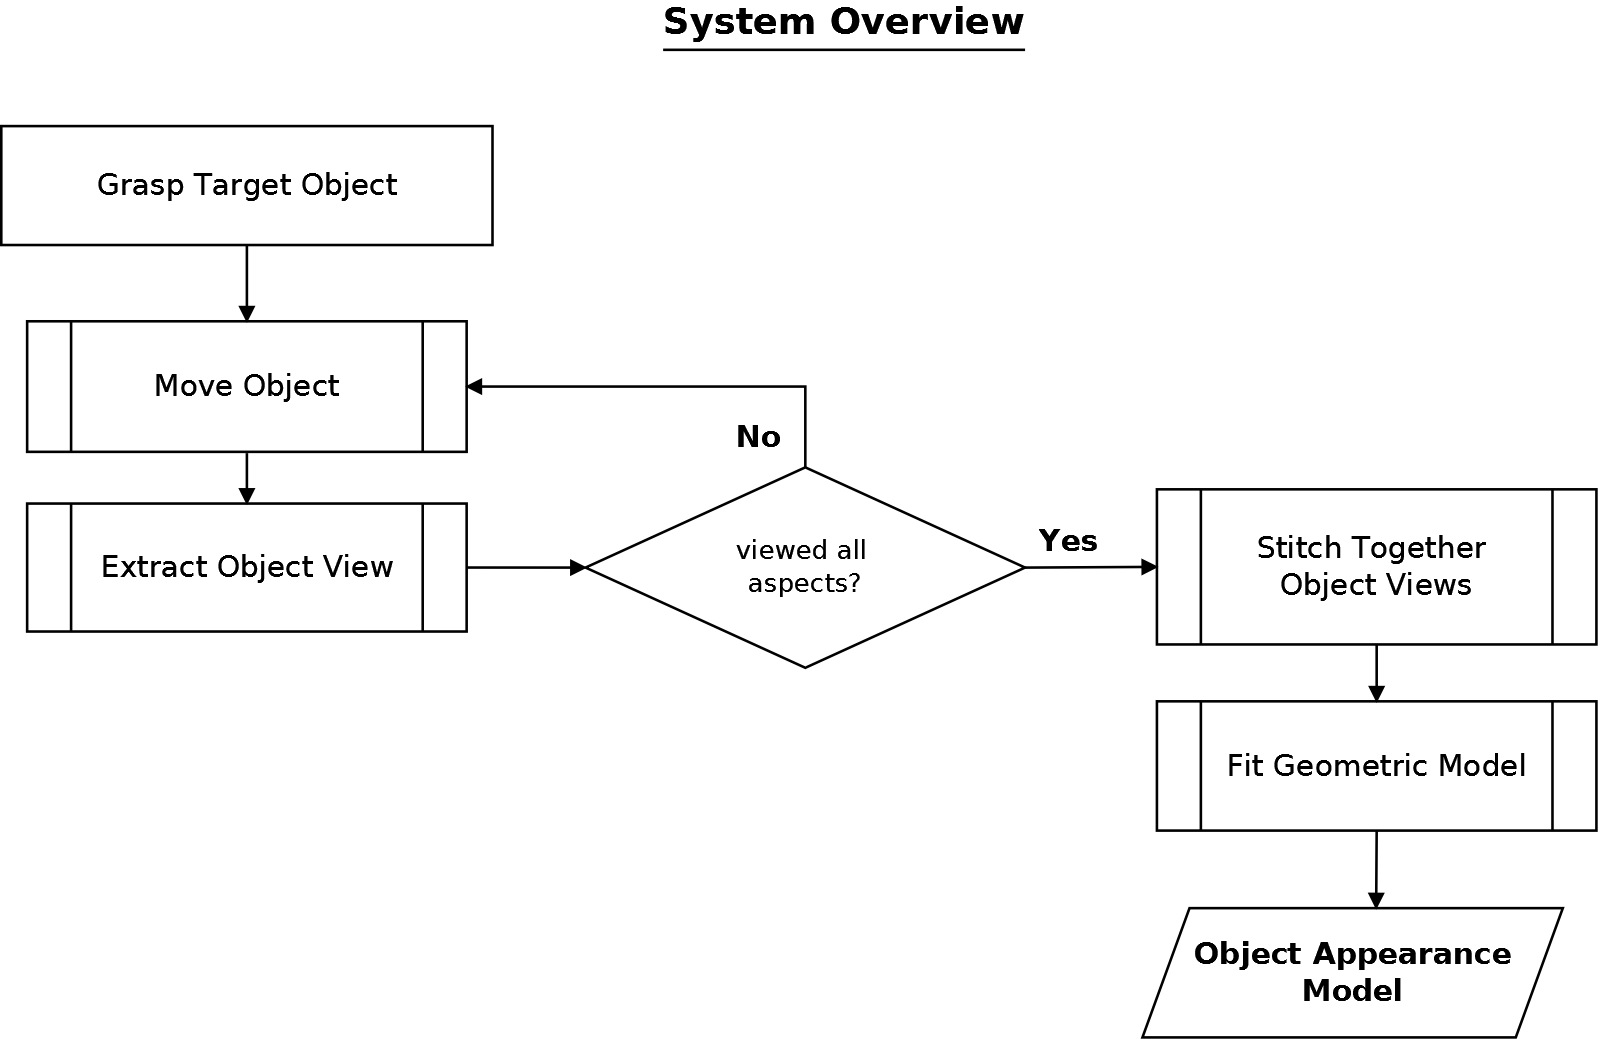 System Overview
Grasp Target Object
Move Object
No
Extract Object View
viewed all
aspects?
Yes
Stitch Together
Object Views
Fit Geometric Model
Object Appearance
Model